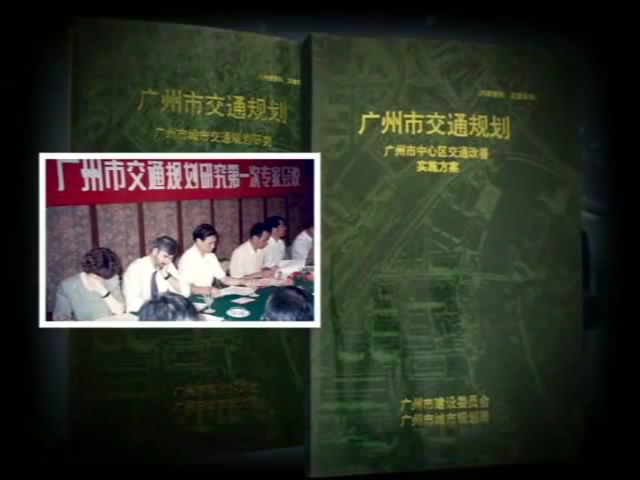 广州市交通规划
广州市城市交通规划研究
广州市交通规划研究第一次专家会议
广州市交通规划
广州市中心区交通改善
实施方案
广州市建设委员会
广州市城市规划局